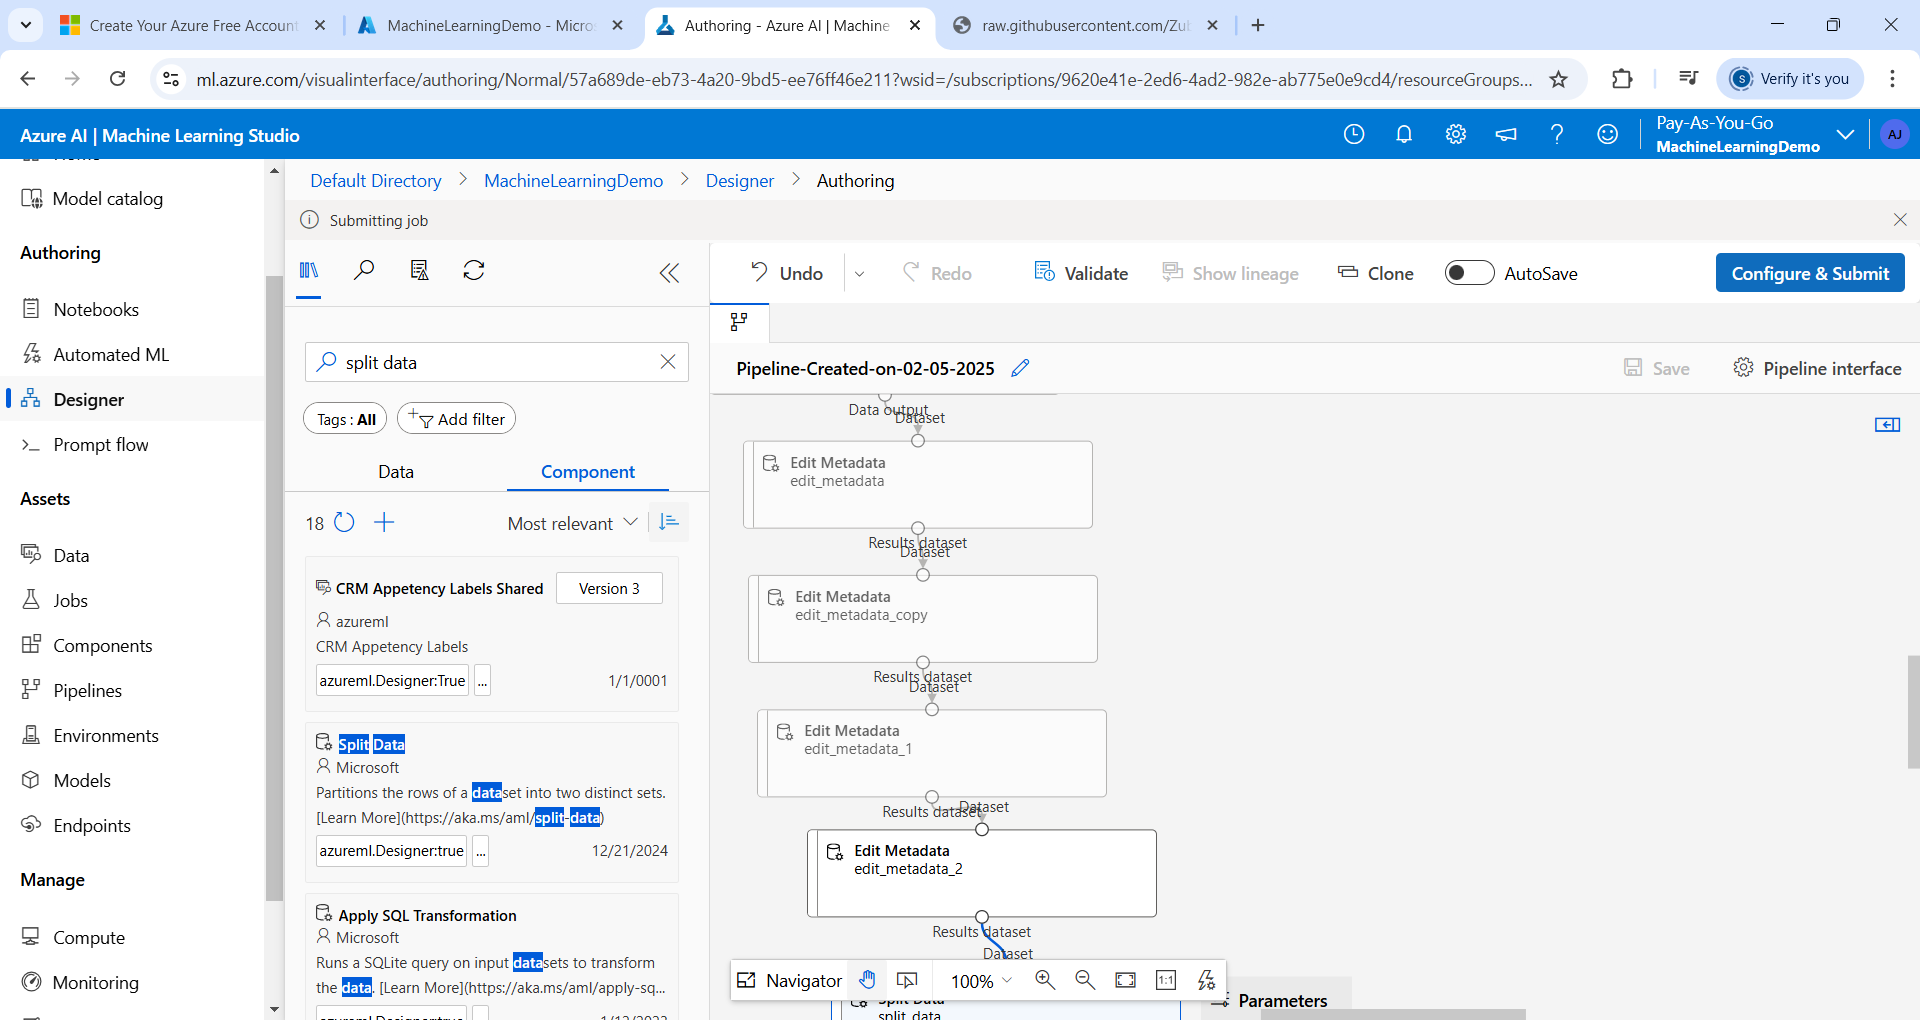 Create Your Azure Free Account
MachineLearningDemo - Micros
Authoring - Azure AI | Machine
raw.githubusercontent.com/Zub
ml.azure.com/visualinterface/authoring/Normal/57a689de-eb73-4a20-9bd5-ee76ff46e211?wsid=/subscriptions/9620e41e-2ed6-4ad2-982e-ab775e0e9cd4/resourceGroups...
Verify it's you
Azure AI | Machine Learning Studio
Pay-As-You-Go
MachineLearningDemo
AJ
Home
Model catalog
Authoring
Notebooks
Automated ML
Designer
Prompt flow
Assets
Data
Jobs
Components
Pipelines
Environments
Models
Endpoints
Manage
Compute
Monitoring
Default Directory > MachineLearningDemo > Designer > Authoring
Submitting job
split data
Tags : All
Add filter
Data
Component
18
Most relevant
CRM Appetency Labels Shared
Version 3
azureml
CRM Appetency Labels
azureml.Designer:True
...
1/1/0001
Split Data
Microsoft
Partitions the rows of a dataset into two distinct sets.
[Learn More](https://aka.ms/aml/split-data)
azureml.Designer:true
...
12/21/2024
Apply SQL Transformation
Microsoft
Runs a SQLite query on input datasets to transform
the data. [Learn More](https://aka.ms/aml/apply-sq...
azureml.Designer:true
Undo
Redo
Validate
Show lineage
Clone
AutoSave
Configure & Submit
Pipeline-Created-on-02-05-2025
Save
Pipeline interface
Data output
Dataset
Edit Metadata
edit_metadata
Results dataset
Dataset
Edit Metadata
edit_metadata_copy
Results dataset
Dataset
Edit Metadata
edit_metadata_1
Results dataset
Dataset
Edit Metadata
edit_metadata_2
Results dataset
Dataset
Navigator
100%
1:1
Split Data
split_data
Parameters